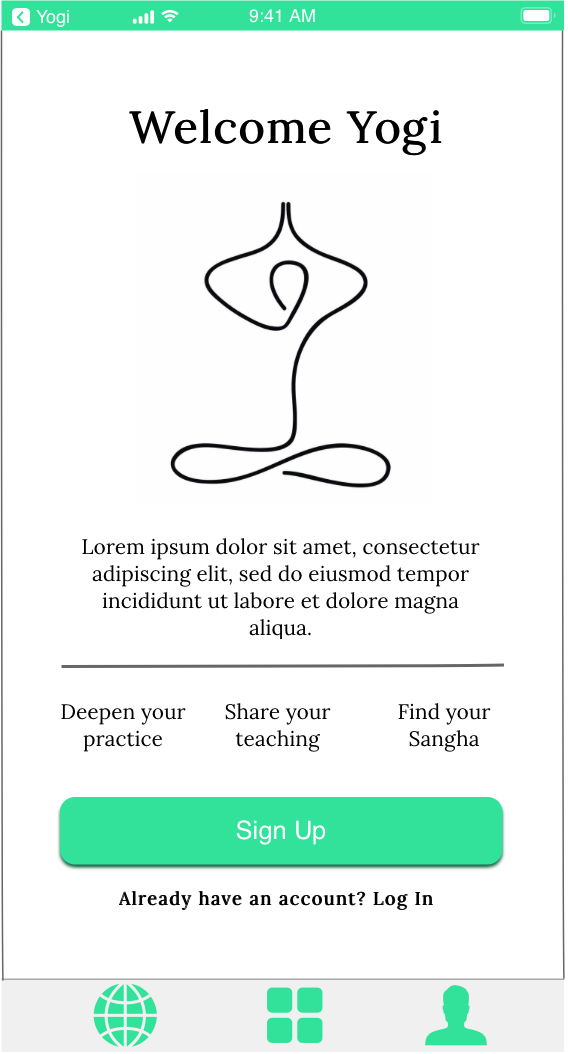 Yogi
9:41 AM
Welcome Yogi
Lorem ipsum dolor sit amet, consectetur
adipiscing elit, sed do eiusmod tempor
incididunt ut labore et dolore magna
aliqua.
Deepen your
practice
Share your
teaching
Find your
Sangha
Sign Up
Already have an account? Log In